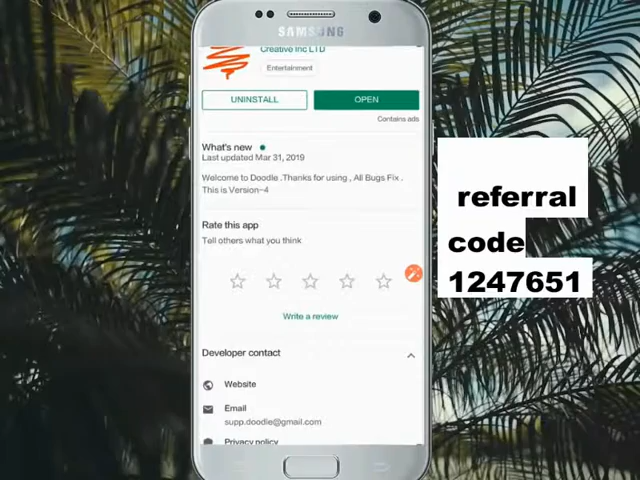 SAMSUNG
Creative Inc LTD
Entertainment
UNINSTALL
OPEN
Contains ads
What's new
Last updated Mar 31, 2019
Welcome to Doodle .Thanks for using , All Bugs Fix .
This is Version-4
Rate this app
Tell others what you think
Write a review
Developer contact
Website
Email
supp.doodle@gmail.com
Privacy policy
referral
code
1247651